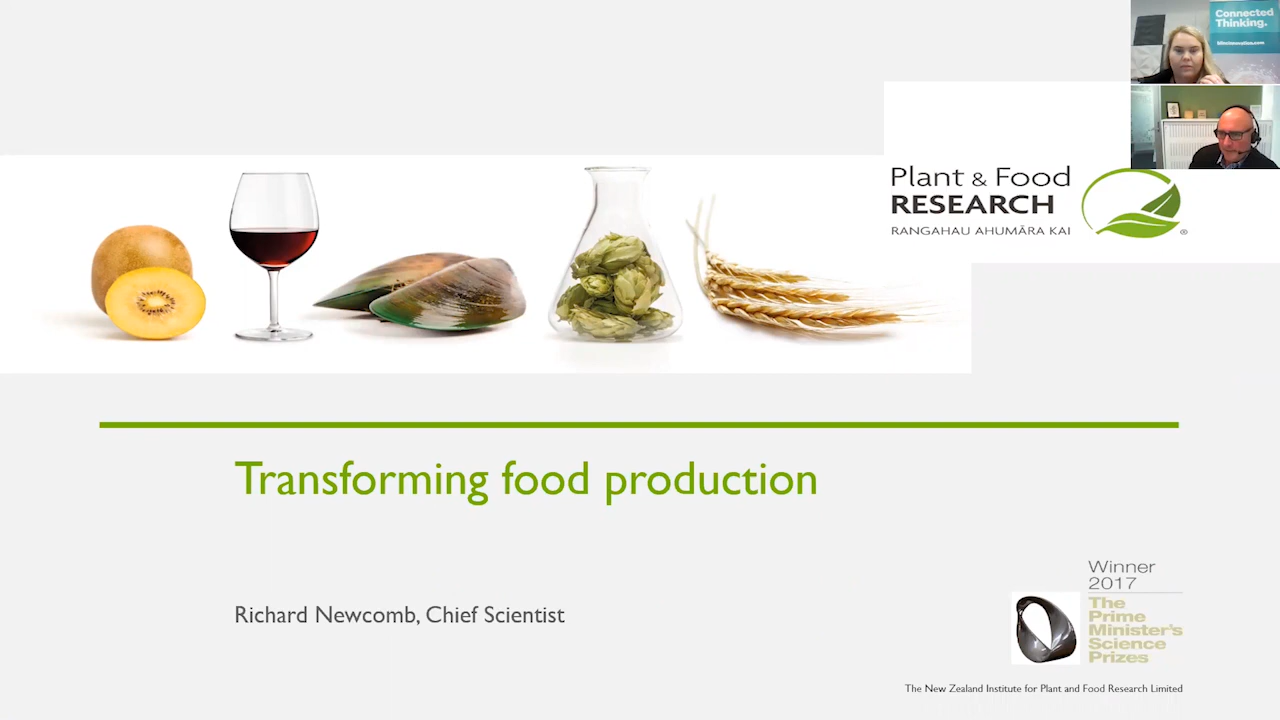 Connected
Thinking.
Plant & Food
RESEARCH
RANGAHAU AHUMĀRA KAI
®
Transforming food production
Richard Newcomb, Chief Scientist
Winner
2017
The
Prime
Minister's
Science
Prizes
The New Zealand Institute for Plant and Food Research Limited